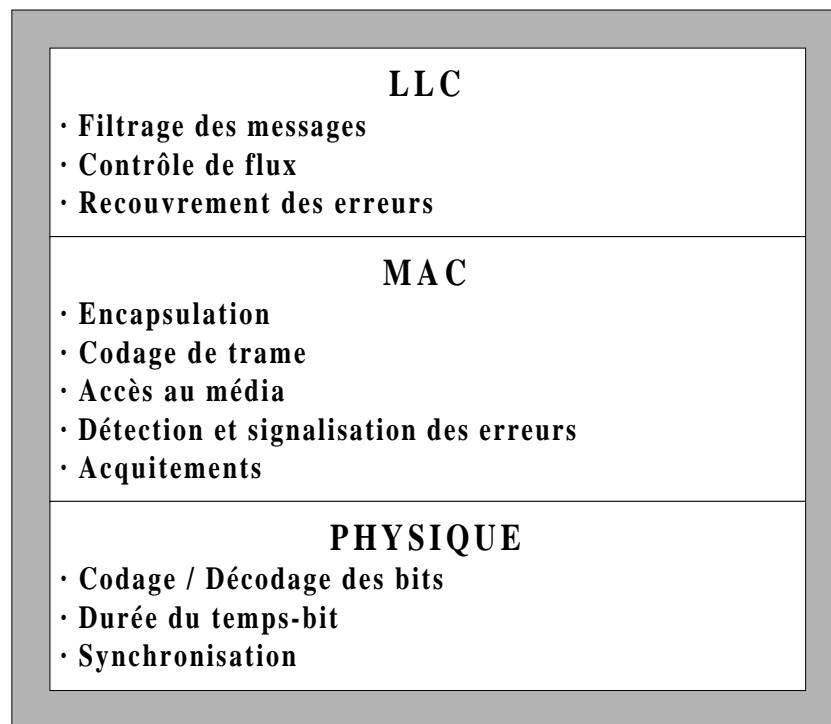 LLC
· Filtrage des messages
· Contrôle de flux
· Recouvrement des erreurs
MAC
· Encapsulation
· Codage de trame
· Accès au média
· Détection et signalisation des erreurs
· Acquitements
PHYSIQUE
· Codage / Décodage des bits
· Durée du temps-bit
· Synchronisation